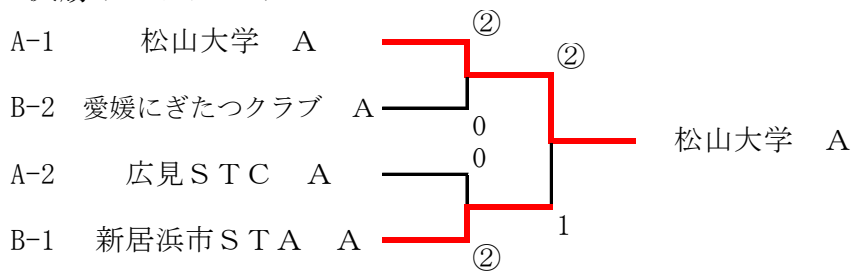 ②
A-1 松山大学 A
②
B-2 愛媛にぎたつクラブ A
0
松山大学 A
0
A-2 広見STC A
1
B-1 新居浜市STA A
②